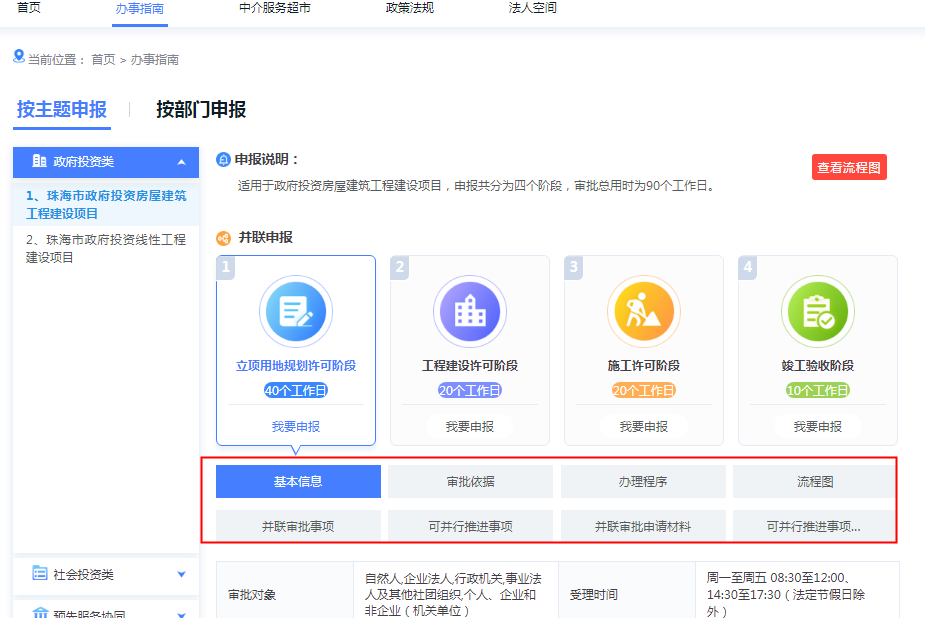 首页
办事指南
中介服务超市
政策法规
法人空间
当前位置： 首页 > 办事指南
按主题申报
按部门申报
政府投资类
1、珠海市政府投资房屋建筑
工程建设项目
2、珠海市政府投资线性工程
建设项目
社会投资类
预先服务协同
申报说明：
适用于政府投资房屋建筑工程建设项目，申报共分为四个阶段，审批总用时为90个工作日。
查看流程图
并联申报
1
立项用地规划许可阶段
40个工作日
我要申报
2
工程建设许可阶段
20个工作日
我要申报
3
施工许可阶段
20个工作日
我要申报
4
竣工验收阶段
10个工作日
我要申报
基本信息
审批依据
办理程序
流程图
并联审批事项
可并行推进事项
并联审批申请材料
可并行推进事项...
审批对象
自然人,企业法人,行政机关,事业法
人及其他社团组织,个人、企业和
非企业（机关单位）
受理时间
周一至周五 08:30至12:00、
14:30至17:30（法定节假日除
外）